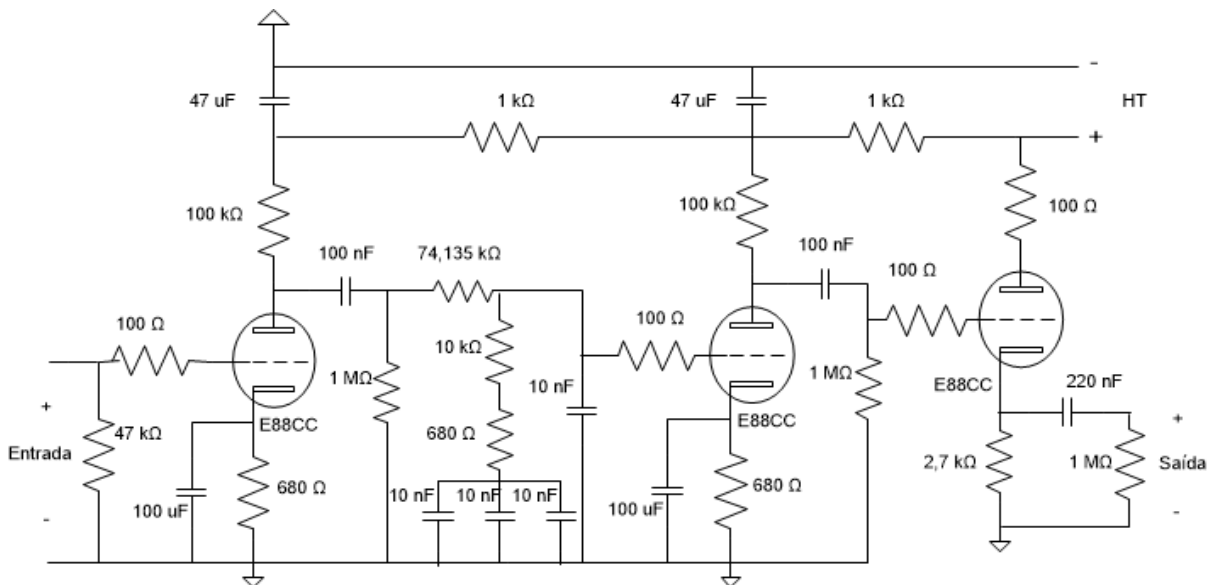 -
47 uF
1 kΩ
47 uF
1 kΩ
HT
+
100 kΩ
100 kΩ
100 Ω
100 nF
74,135 kΩ
100 nF
100 Ω
100 Ω
10 kΩ
100 Ω
1 MΩ
10 nF
1 MΩ
E88CC
220 nF
+
E88CC
680 Ω
E88CC
+
Entrada
47 kΩ
2,7 kΩ
1 MΩ
Saída
680 Ω
10 nF
10 nF
10 nF
680 Ω
-
100 uF
100 uF
-